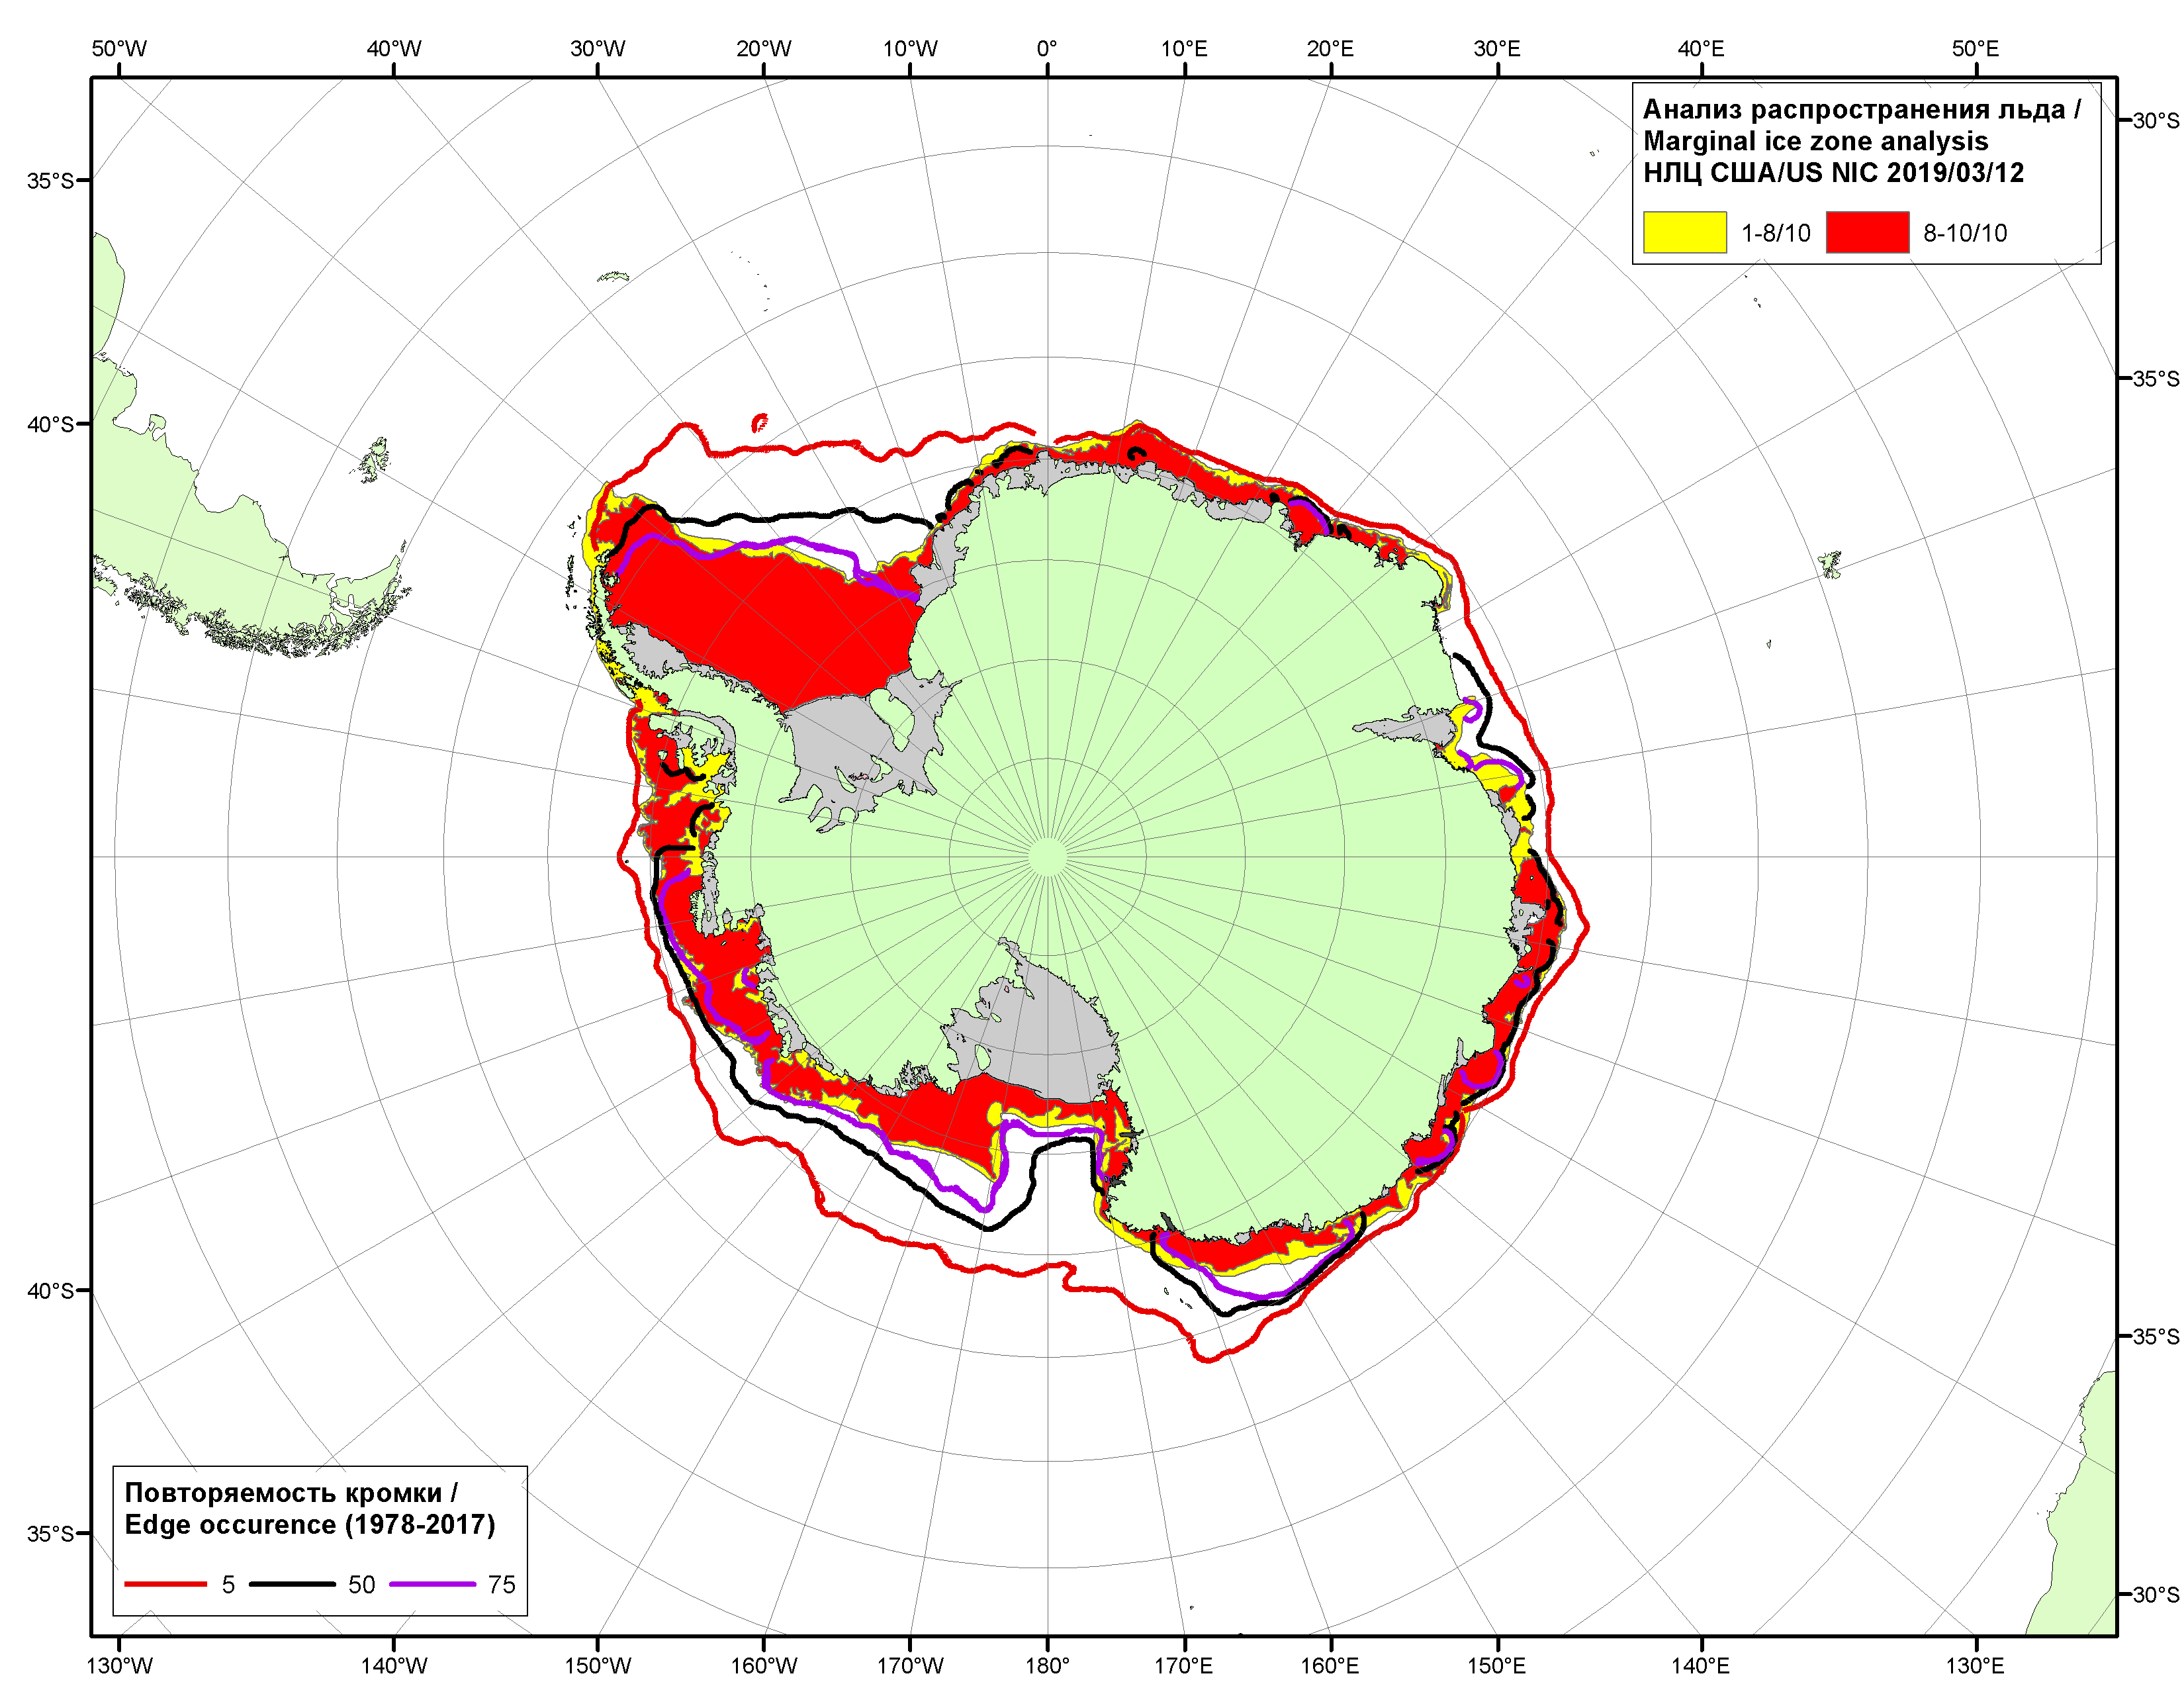 50°W 40°W 30°W 20°W 10°W 0° 10°E 20°E 30°E 40°E 50°E
Анализ распространения льда /
Marginal ice zone analysis
НЛЦ США/US NIC 2019/03/12
1-8/10 8-10/10
30°S
35°S
35°S
40°S
40°S
35°S
35°S
30°S
Повторяемость кромки /
Edge occurence (1978-2017)
5 50 75
130°W 140°W 150°W 160°W 170°W 180° 170°E 160°E 150°E 140°E 130°E